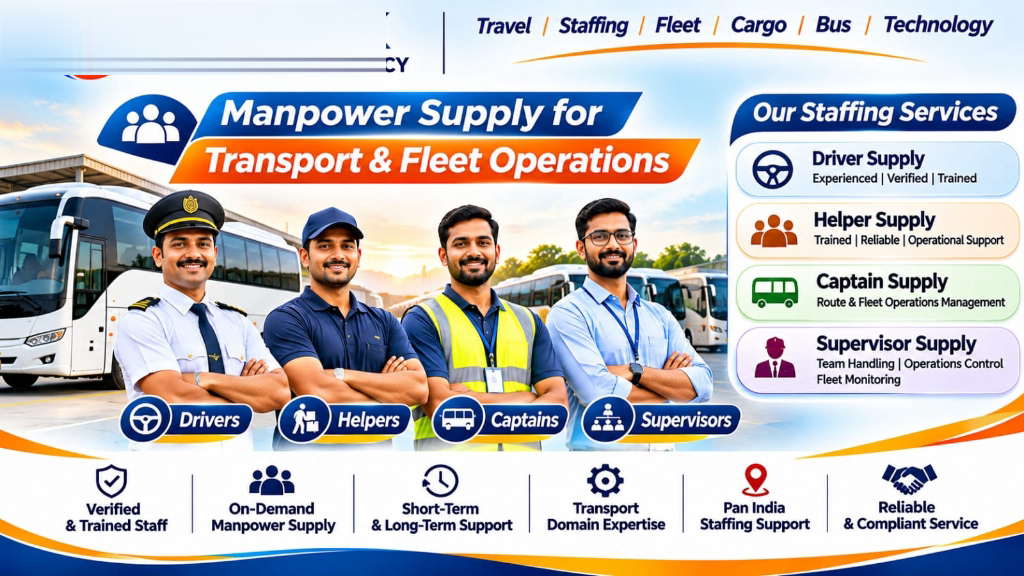 CY
Travel / Staffing / Fleet / Cargo / Bus / Technology
Manpower Supply for
Transport & Fleet Operations
Our Staffing Services
Driver Supply
Experienced | Verified | Trained
Helper Supply
Trained | Reliable | Operational Support
Captain Supply
Route & Fleet Operations Management
Supervisor Supply
Team Handling | Operations Control
Fleet Monitoring
Drivers
Helpers
Captains
Supervisors
Verified
& Trained Staff
On-Demand
Manpower Supply
Short-Term
& Long-Term Support
Transport
Domain Expertise
Pan India
Staffing Support
Reliable
& Compliant Service